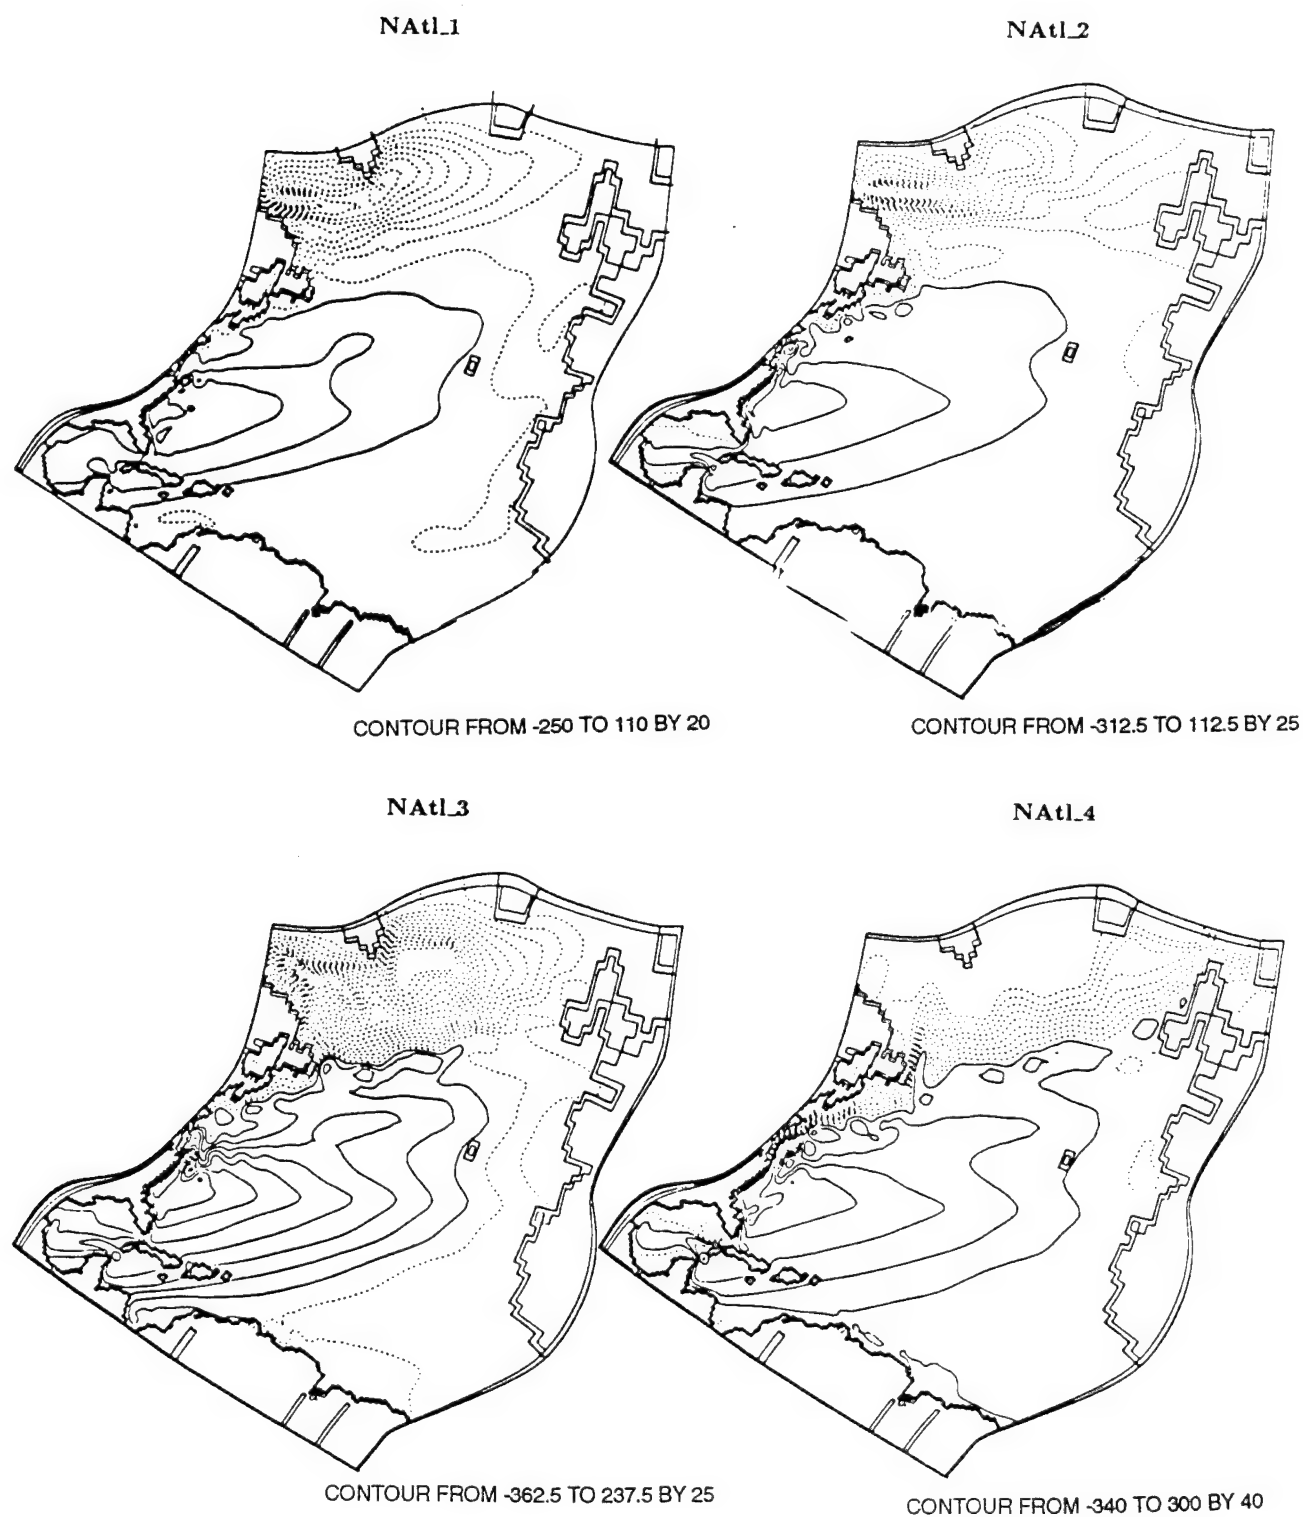 NAtl_1
NAtl_2
CONTOUR FROM -250 TO 110 BY 20
CONTOUR FROM -312.5 TO 112.5 BY 25
NAtl_3
NAtl_4
CONTOUR FROM -362.5 TO 237.5 BY 25
CONTOUR FROM -340 TO 300 BY 40